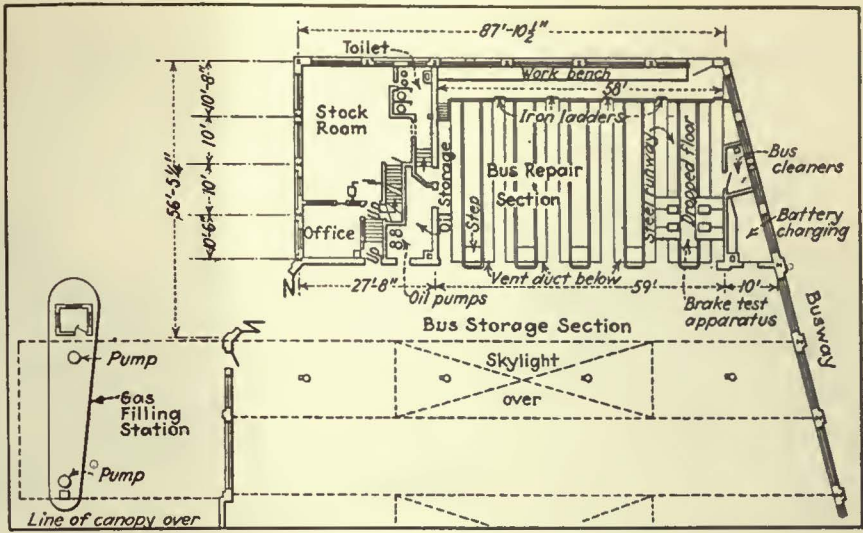 87'-10½"
Toilet
Work bench
58'
10'-8"
10'
10'
10'-6"
56'-5¼"
Stock
Room
Iron ladders
Bus Repair
Section
Oil Storage
Step
Steel runway
Dropped floor
Bus
cleaners
Battery
charging
Office
Up
Up
88
N
27'-8"
Oil pumps
Vent duct below
59'
10'
Brake test
apparatus
Busway
Bus Storage Section
Skylight
over
Pump
Gas
Filling
Station
Pump
Line of canopy over